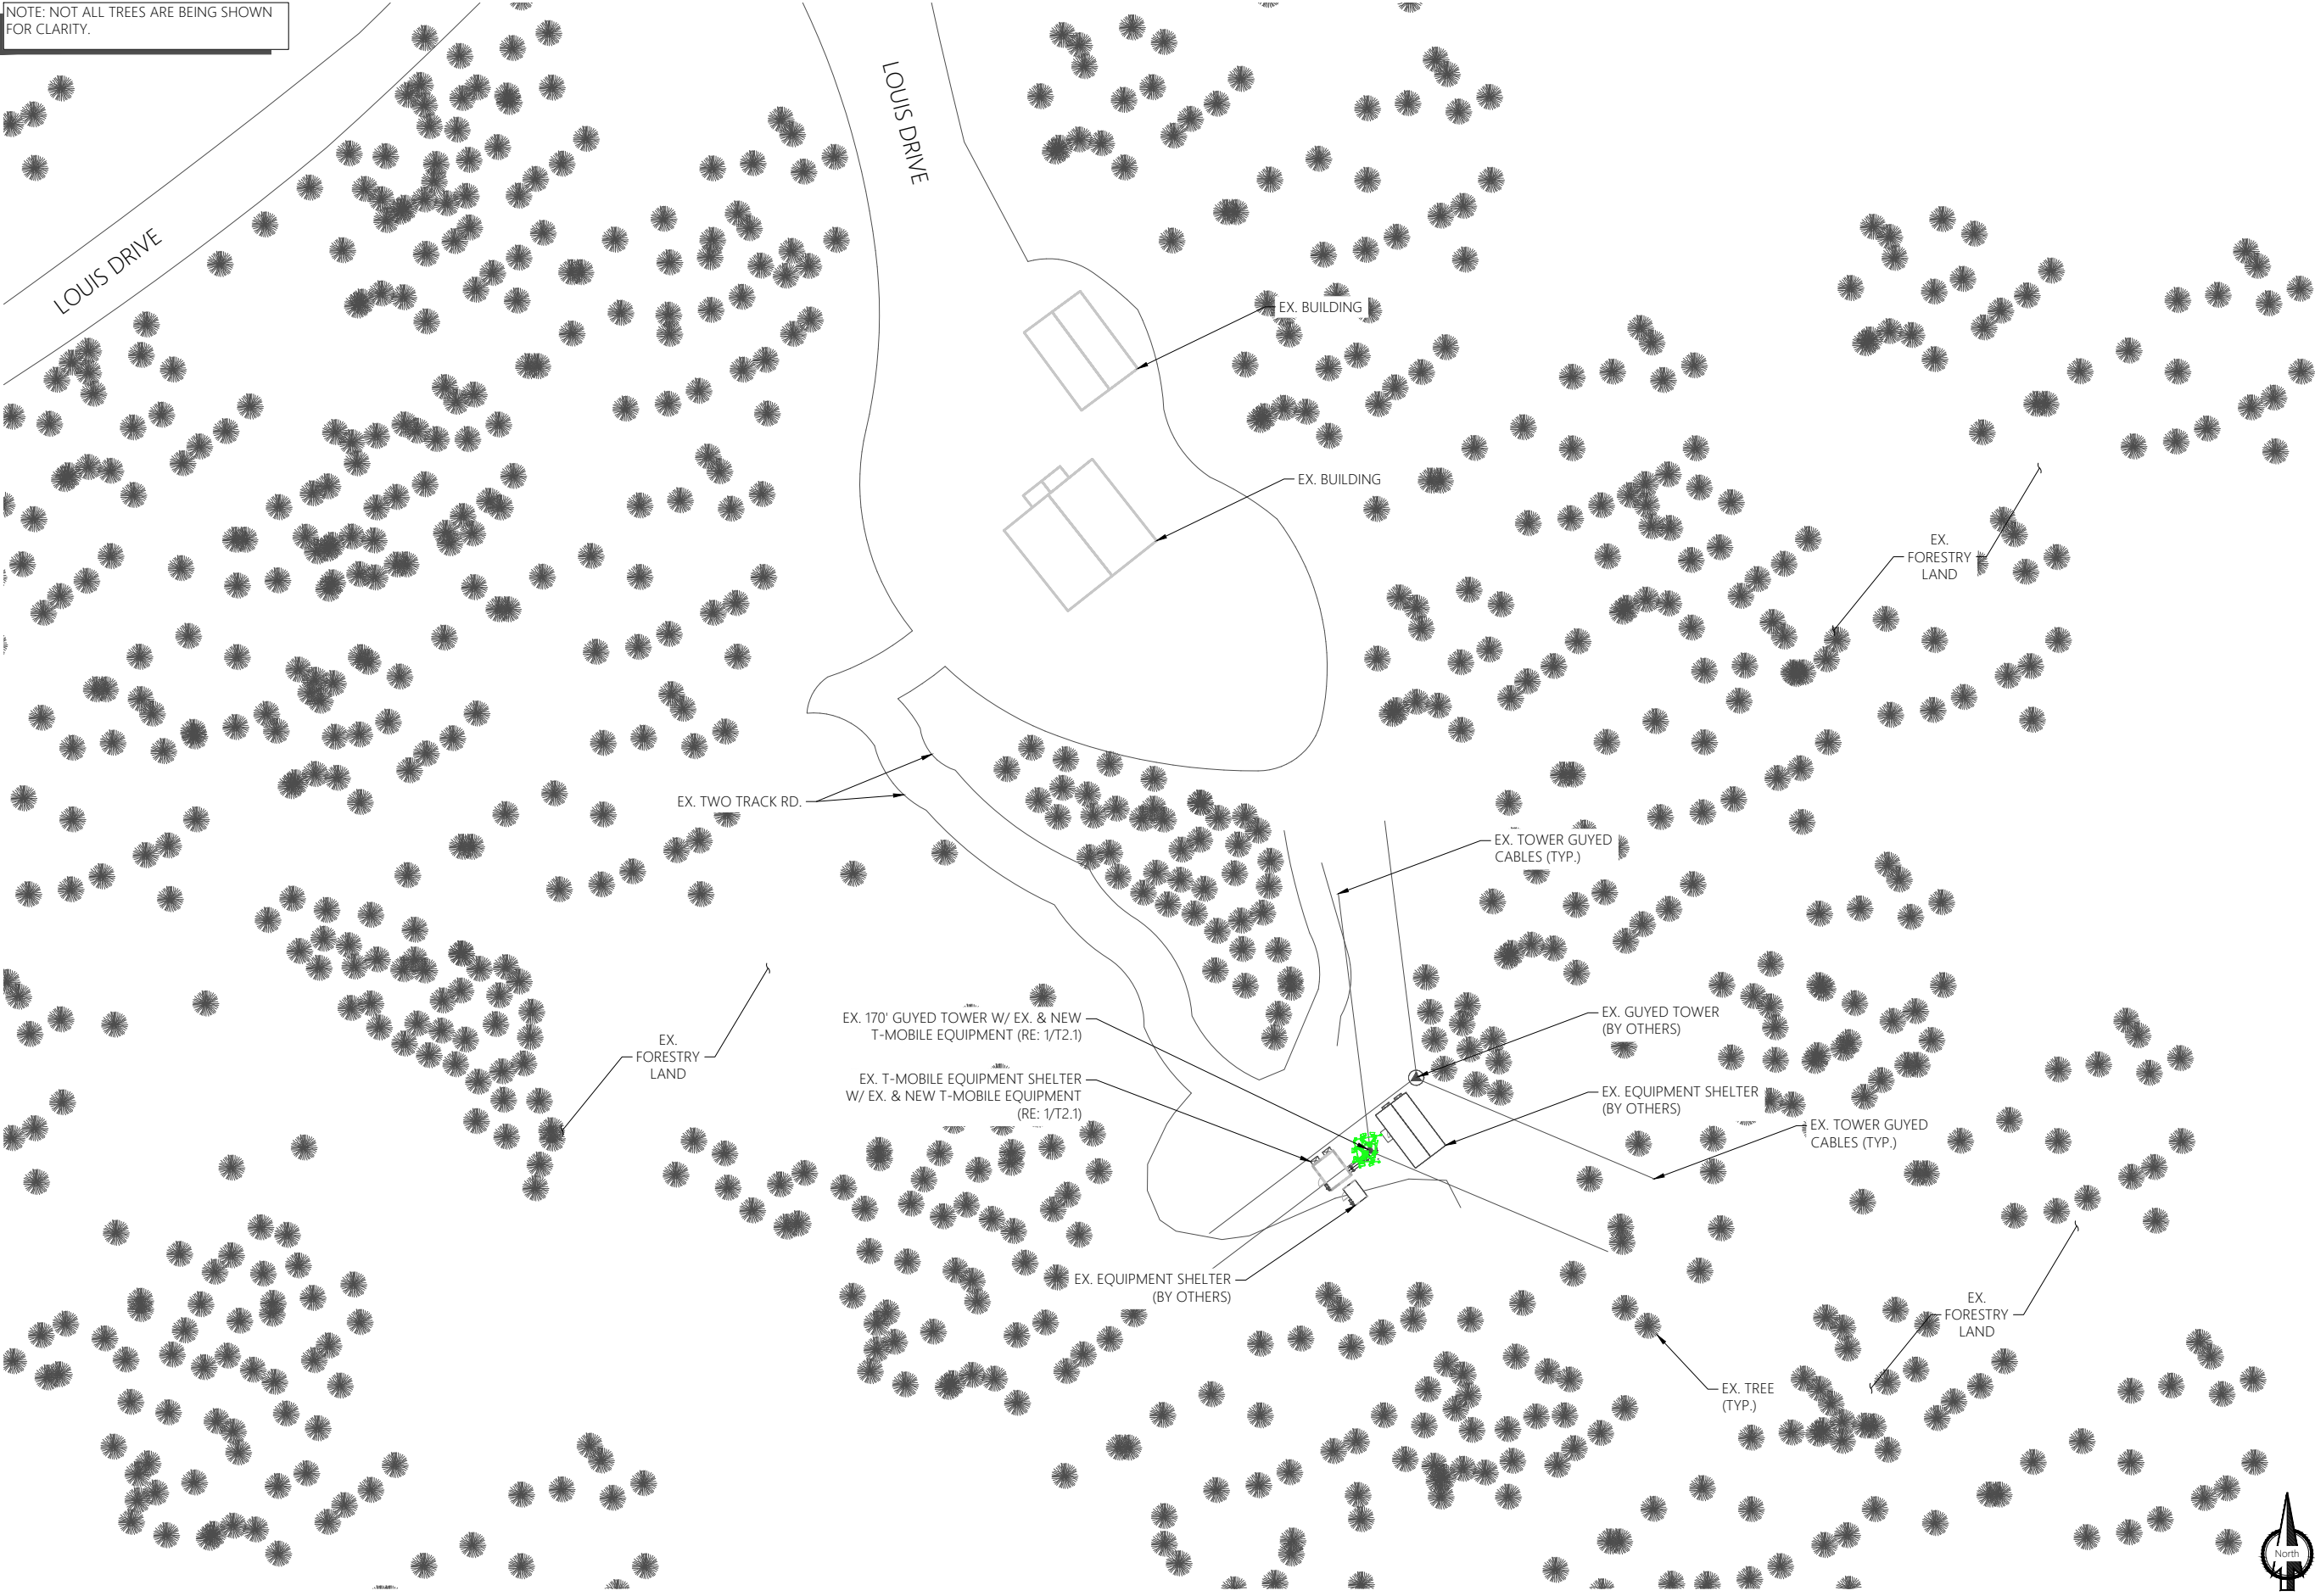 NOTE: NOT ALL TREES ARE BEING SHOWN
FOR CLARITY.
LOUIS DRIVE
LOUIS DRIVE
EX. BUILDING
EX. BUILDING
EX.
FORESTRY
LAND
EX. TWO TRACK RD.
EX. TOWER GUYED
CABLES (TYP.)
EX. 170' GUYED TOWER W/ EX. & NEW
T-MOBILE EQUIPMENT (RE: 1/T2.1)
EX. GUYED TOWER
(BY OTHERS)
EX.
FORESTRY
LAND
EX. T-MOBILE EQUIPMENT SHELTER
W/ EX. & NEW T-MOBILE EQUIPMENT
(RE: 1/T2.1)
EX. EQUIPMENT SHELTER
(BY OTHERS)
EX. TOWER GUYED
CABLES (TYP.)
EX. EQUIPMENT SHELTER
(BY OTHERS)
EX.
FORESTRY
LAND
EX. TREE
(TYP.)
North